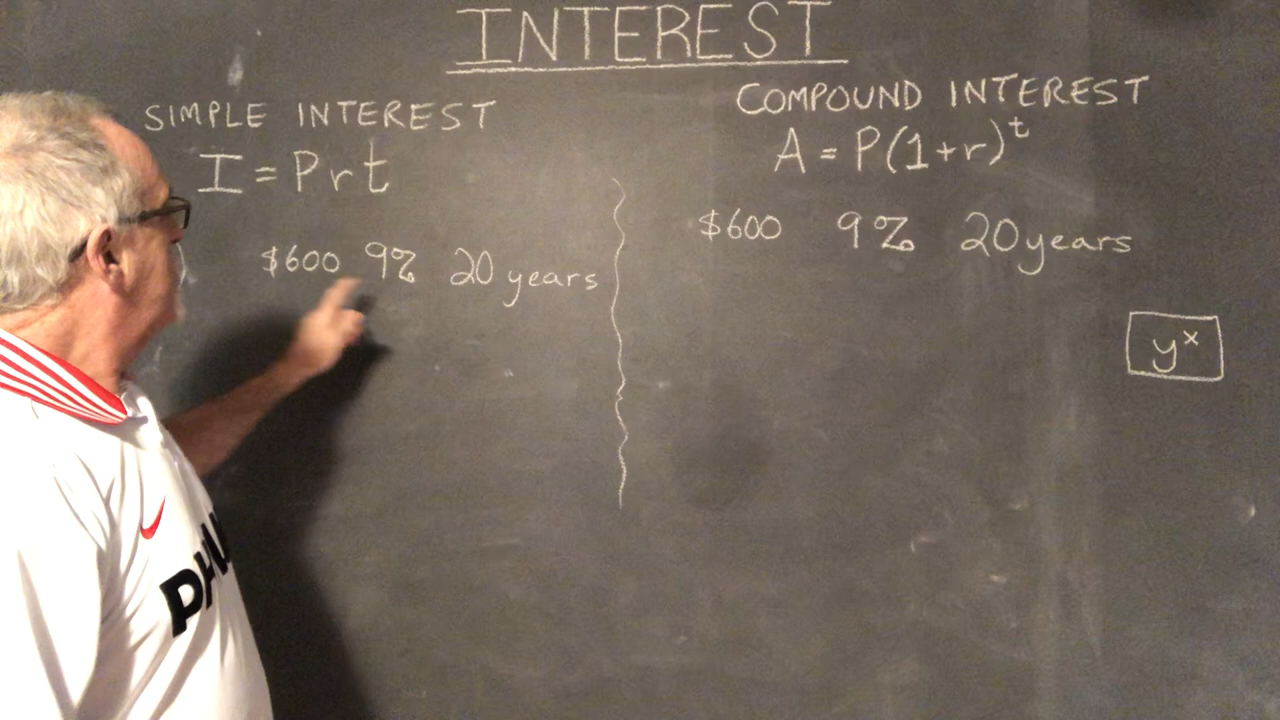 INTEREST
SIMPLE INTEREST
I = Prt
$600 9% 20 years
COMPOUND INTEREST
A = P(1+r)^t
$600 9% 20 years
y^x